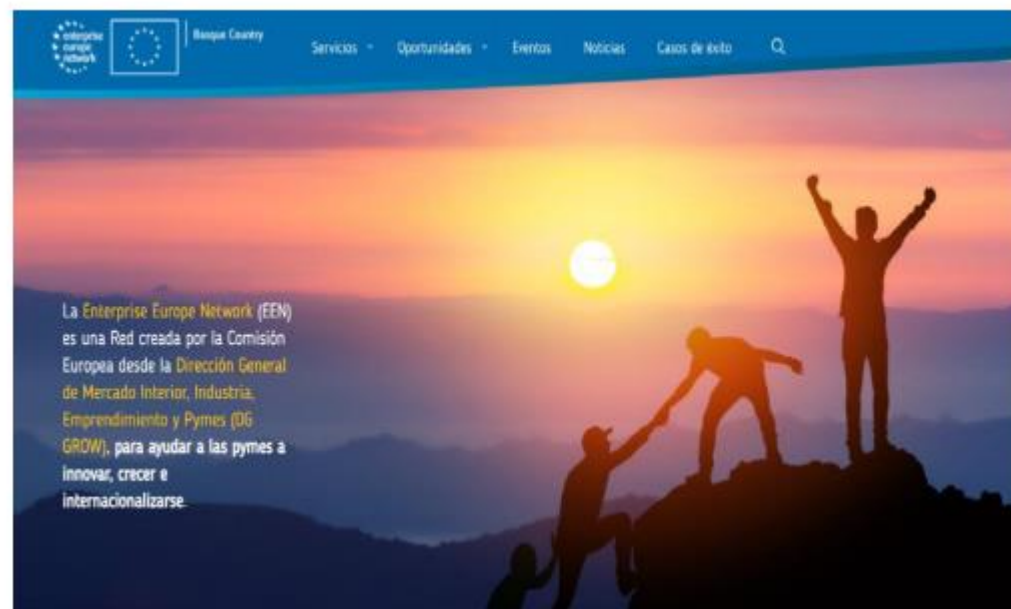 enterprise
europe
network
Basque Country
Servicios
Oportunidades
Eventos
Noticias
Casos de éxito
La Enterprise Europe Network (EEN)
es una Red creada por la Comisión
Europea desde la Dirección General
de Mercado Interior, Industria,
Emprendimiento y Pymes (DG
GROW), para ayudar a las pymes a
innovar, crecer e
internacionalizarse.